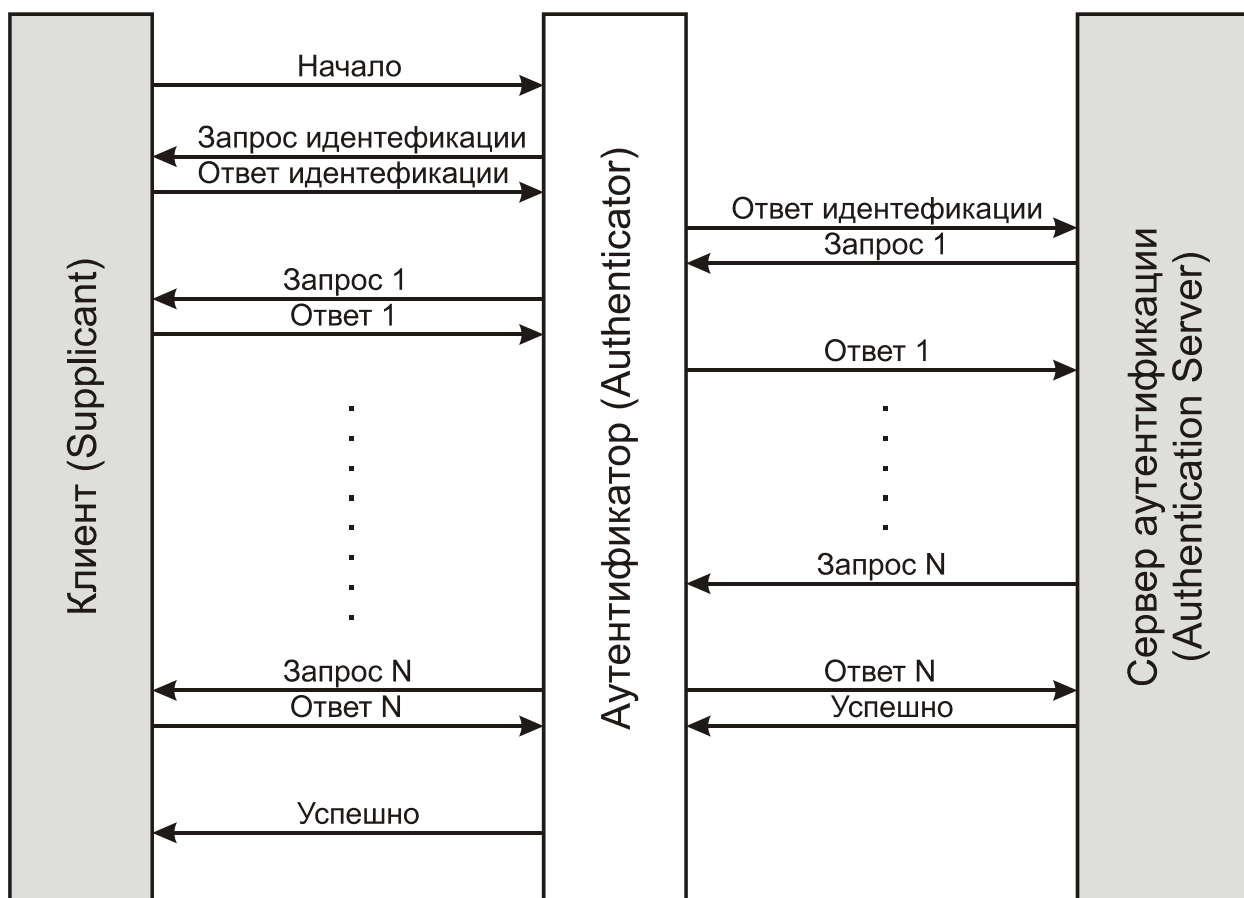 Начало
Запрос идентефикации
Ответ идентефикации
Ответ идентефикации
Запрос 1
Запрос 1
Ответ 1
Ответ 1
Запрос N
Запрос N
Ответ N
Ответ N
Успешно
Успешно
Клиент (Supplicant)
Аутентификатор (Authenticator)
Сервер аутентификации
(Authentication Server)